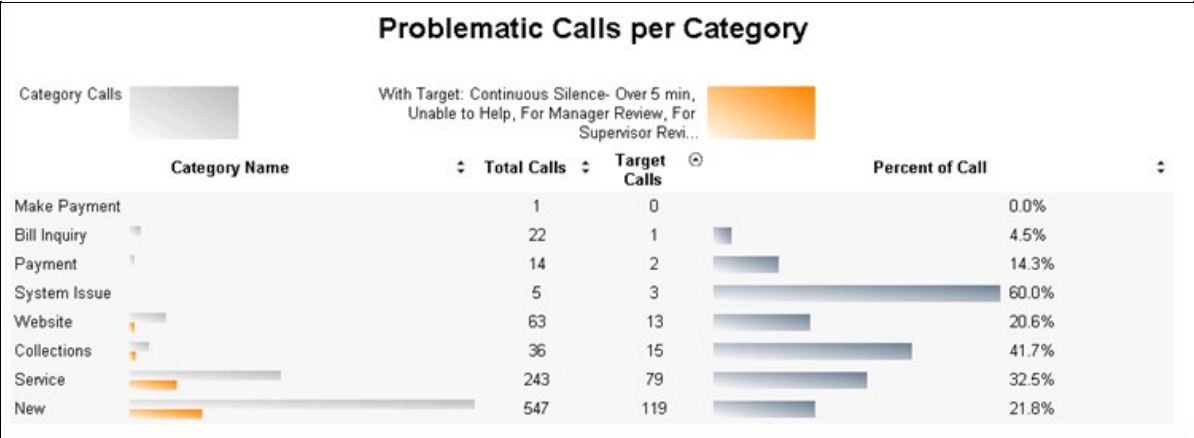 Problematic Calls per Category
Category Calls
With Target: Continuous Silence- Over 5 min,
Unable to Help, For Manager Review, For
Supervisor Revi...
Category Name Total Calls Target Calls Percent of Call
Make Payment 1 0 0.0%
Bill Inquiry 22 1 4.5%
Payment 14 2 14.3%
System Issue 5 3 60.0%
Website 63 13 20.6%
Collections 36 15 41.7%
Service 243 79 32.5%
New 547 119 21.8%